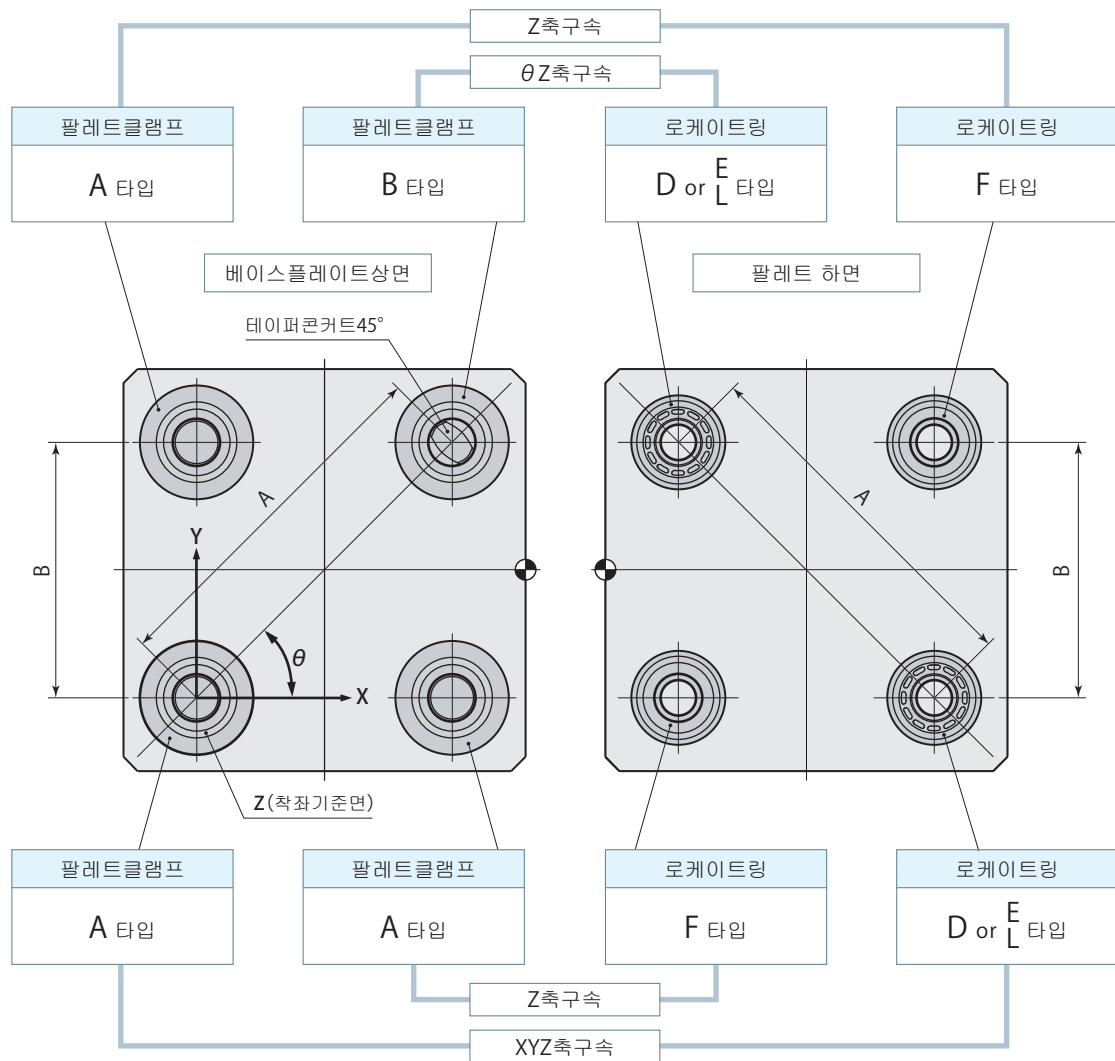 Z축구속
θZ축구속
팔레트클램프
팔레트클램프
로케이트링
로케이트링
A 타입
B 타입
D or E L 타입
F 타입
베이스플레이트상면
팔레트 하면
테이퍼콘커트45°
A
A
Y
B
B
θ
X
Z(착좌기준면)
팔레트클램프
팔레트클램프
로케이트링
로케이트링
A 타입
A 타입
F 타입
D or E L 타입
Z축구속
XYZ축구속